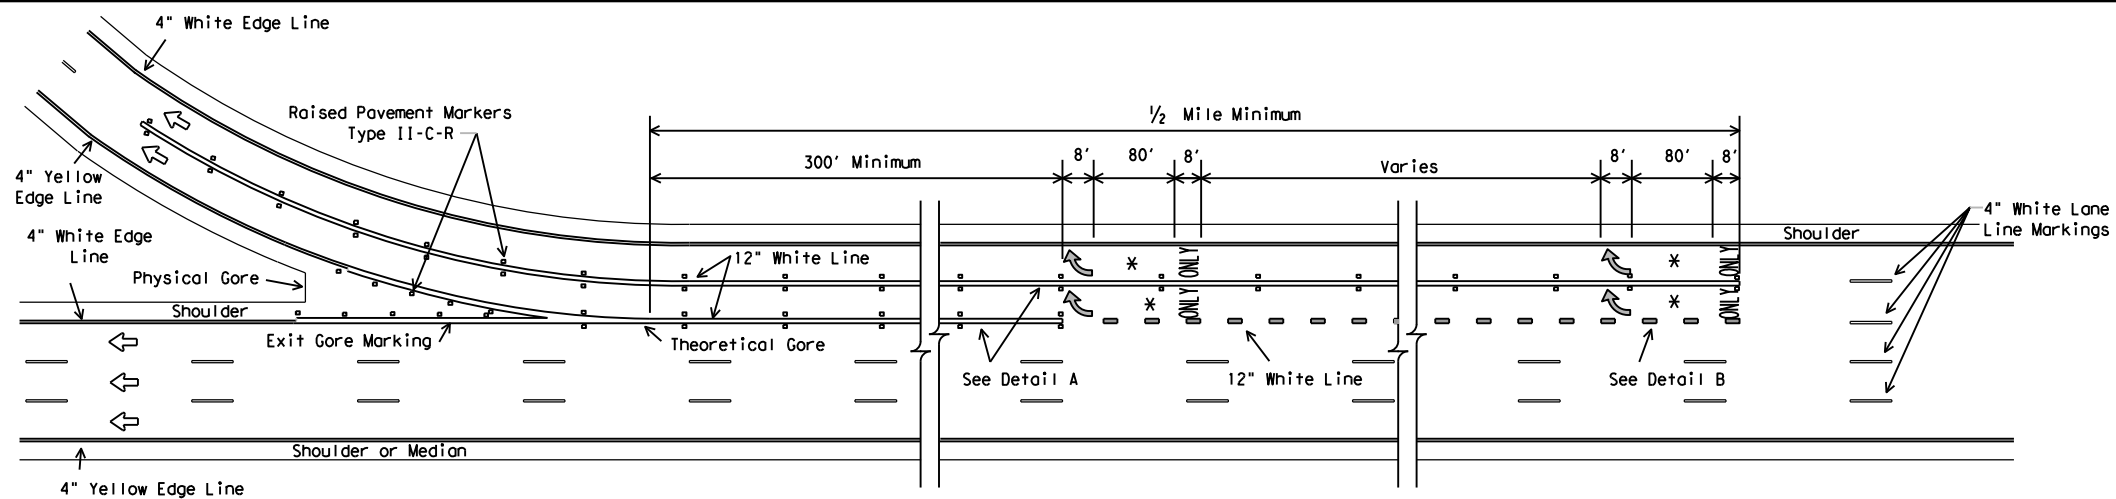 4" White Edge Line
½ Mile Minimum
Raised Pavement Markers
Type II-C-R
300' Minimum
8'
80'
8'
Varies
8'
80'
8'
4" Yellow
Edge Line
4" White Edge
Line
4" White Lane
Line Markings
Shoulder
12" White Line
* ONLY
* ONLY
* ONLY
* ONLY
Physical Gore
Shoulder
Exit Gore Marking
Theoretical Gore
See Detail A
12" White Line
See Detail B
Shoulder or Median
4" Yellow Edge Line